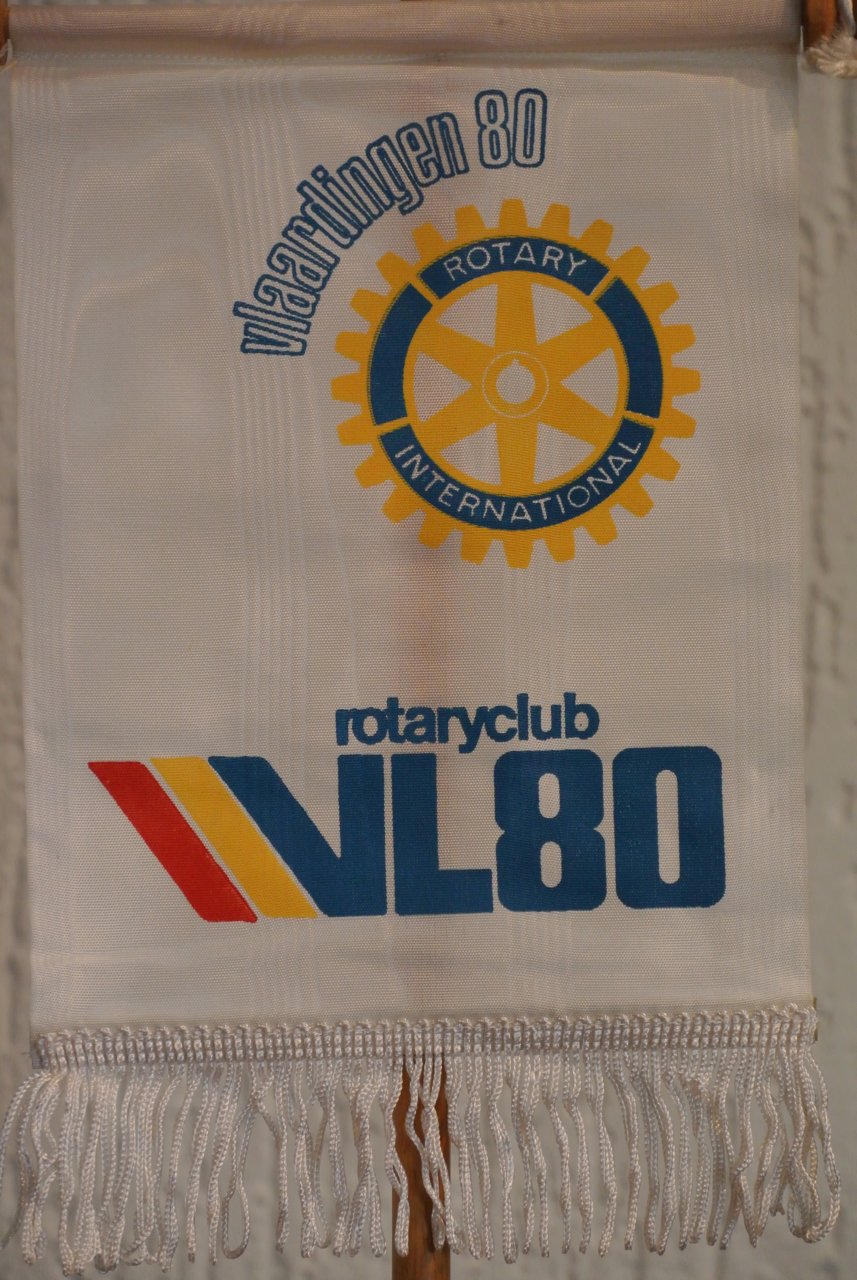 vlaardingen 80
ROTARY
INTERNATIONAL
rotaryclub
VL80